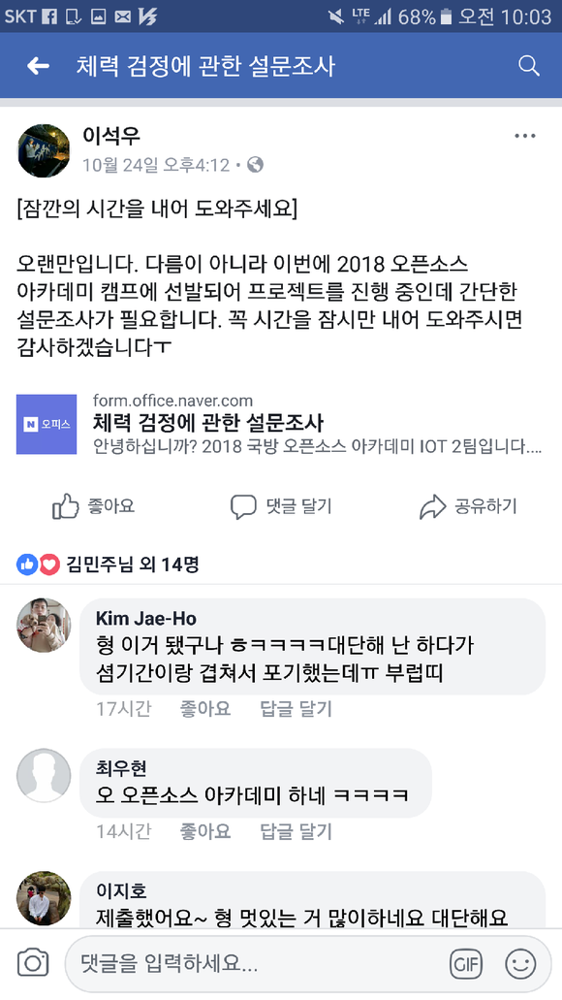 SKT LTE 68% 오전 10:03
체력 검정에 관한 설문조사
이석우
10월 24일 오후4:12
[잠깐의 시간을 내어 도와주세요]
오랜만입니다. 다름이 아니라 이번에 2018 오픈소스
아카데미 캠프에 선발되어 프로젝트를 진행 중인데 간단한
설문조사가 필요합니다. 꼭 시간을 잠시만 내어 도와주시면
감사하겠습니다ㅜ
form.office.naver.com
N 오피스
체력 검정에 관한 설문조사
안녕하십니까? 2018 국방 오픈소스 아카데미 IOT 2팀입니다....
좋아요 댓글 달기 공유하기
김민주님 외 14명
Kim Jae-Ho
형 이거 됐구나 ㅎㅋㅋㅋㅋ대단해 난 하다가
셤기간이랑 겹쳐서 포기했는데ㅠ 부럽띠
17시간 좋아요 답글 달기
최우현
오 오픈소스 아카데미 하네 ㅋㅋㅋㅋ
14시간 좋아요 답글 달기
이지호
제출했어요~ 형 멋있는 거 많이하네요 대단해요
댓글을 입력하세요... GIF